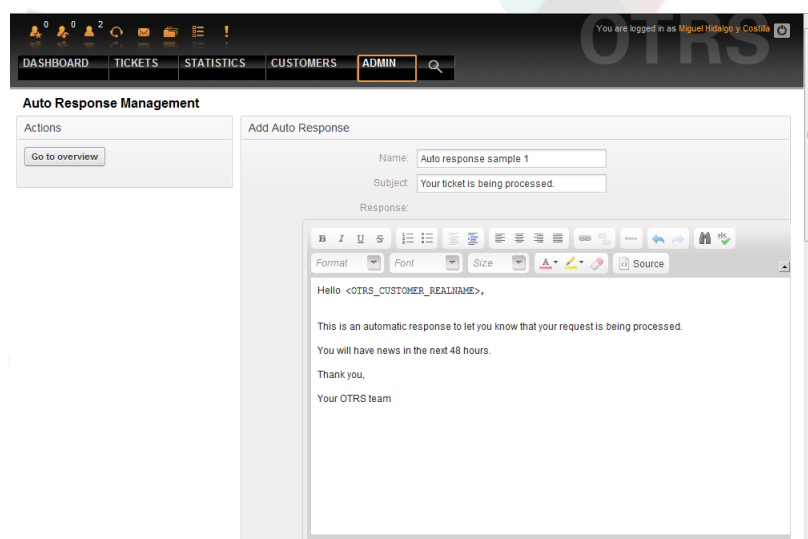 0 0 2
You are logged in as Miguel Hidalgo y Costilla
OTRS
DASHBOARD TICKETS STATISTICS CUSTOMERS ADMIN
Auto Response Management
Actions
Add Auto Response
Go to overview
Name: Auto response sample 1
Subject: Your ticket is being processed.
Response:
B I U S
Format Font Size A Source
Hello <OTRS_CUSTOMER_REALNAME>,
This is an automatic response to let you know that your request is being processed.
You will have news in the next 48 hours.
Thank you,
Your OTRS team